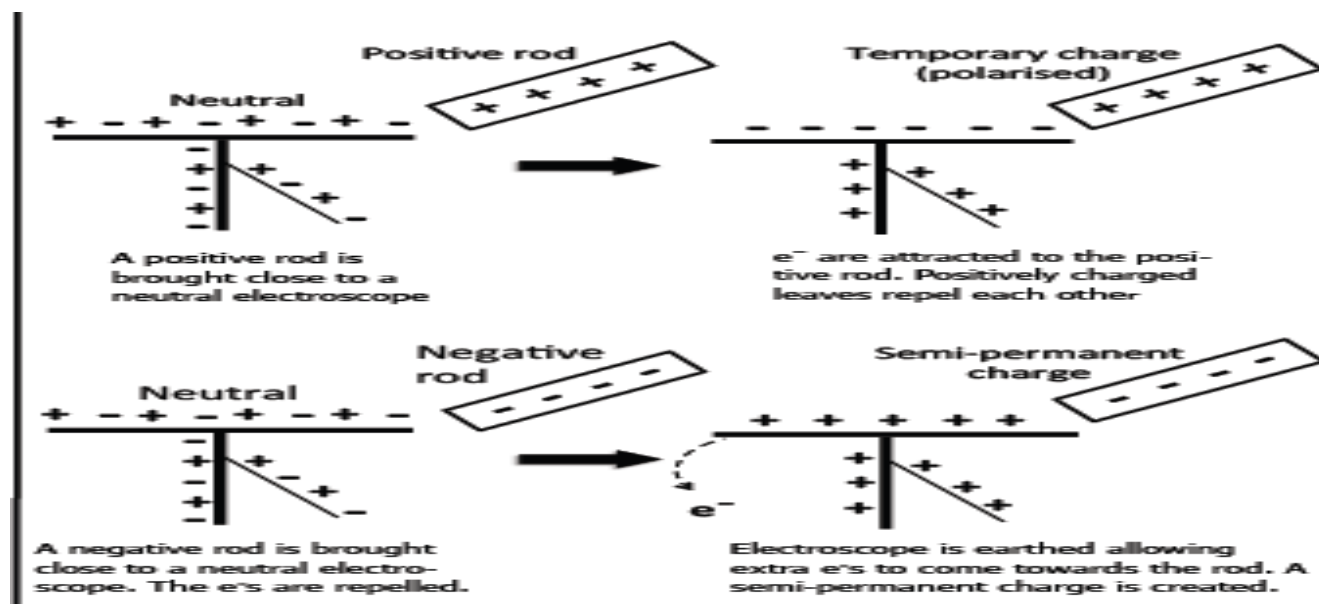 Positive rod
Neutral
+ - + - + - + -
+ + + +
- + - + -
+ - + -
A positive rod is
brought close to a
neutral electroscope
Temporary charge
(polarised)
+ + + +
- - - - - - -
+ + +
+ + +
e⁻ are attracted to the posi-
tive rod. Positively charged
leaves repel each other
Negative
rod
Neutral
+ - + - + - + -
- - - -
- + - + -
+ - + -
A negative rod is brought
close to a neutral electro-
scope. The e's are repelled.
Semi-permanent
charge
- - - -
+ + + + +
+ - +
+ + +
e⁻
Electroscope is earthed allowing
extra e's to come towards the rod. A
semi-permanent charge is created.